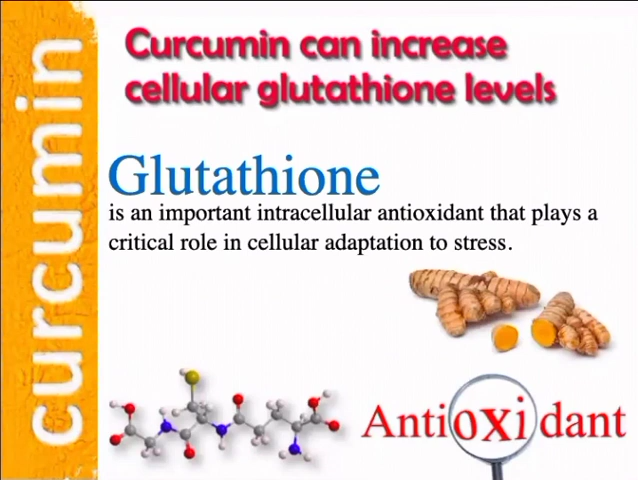 curcumin
Curcumin can increase
cellular glutathione levels
Glutathione
is an important intracellular antioxidant that plays a
critical role in cellular adaptation to stress.
Antioxidant